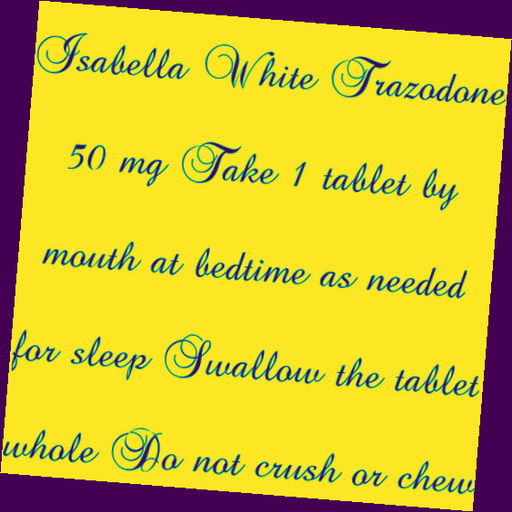 Isabella White Trazodone
50 mg Take 1 tablet by
mouth at bedtime as needed
for sleep Swallow the tablet
whole Do not crush or chew